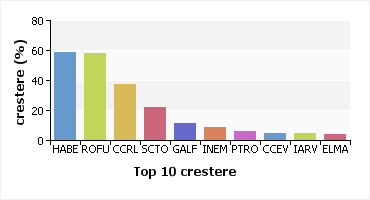 crestere (%)
80
60
40
20
0
HABE ROFU CCRL SCTO GALF INEM PTRO CCEV IARV ELMA
Top 10 crestere